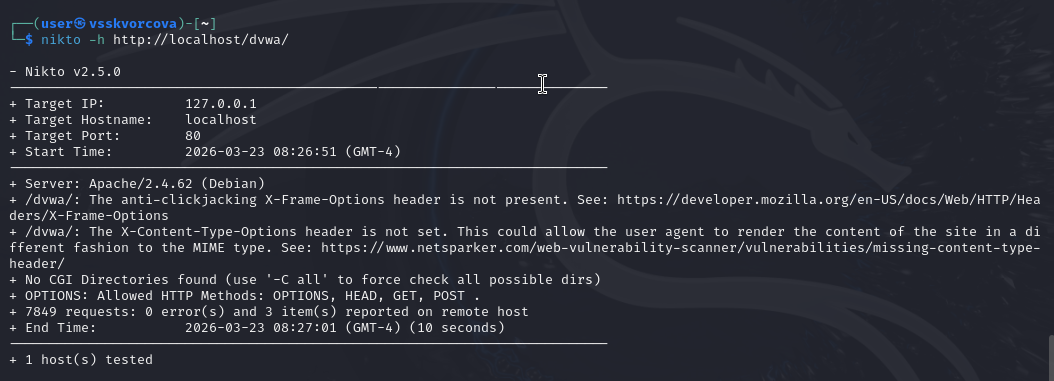 ┌──(user㉿vsskvorcova)-[~]
└─$ nikto -h http://localhost/dvwa/
- Nikto v2.5.0
---------------------------------------------------------------------------
+ Target IP:          127.0.0.1
+ Target Hostname:    localhost
+ Target Port:        80
+ Start Time:         2026-03-23 08:26:51 (GMT-4)
---------------------------------------------------------------------------
+ Server: Apache/2.4.62 (Debian)
+ /dvwa/: The anti-clickjacking X-Frame-Options header is not present. See: https://developer.mozilla.org/en-US/docs/Web/HTTP/Hea
ders/X-Frame-Options
+ /dvwa/: The X-Content-Type-Options header is not set. This could allow the user agent to render the content of the site in a di
fferent fashion to the MIME type. See: https://www.netsparker.com/web-vulnerability-scanner/vulnerabilities/missing-content-type-
header/
+ No CGI Directories found (use '-C all' to force check all possible dirs)
+ OPTIONS: Allowed HTTP Methods: OPTIONS, HEAD, GET, POST .
+ 7849 requests: 0 error(s) and 3 item(s) reported on remote host
+ End Time:           2026-03-23 08:27:01 (GMT-4) (10 seconds)
---------------------------------------------------------------------------
+ 1 host(s) tested